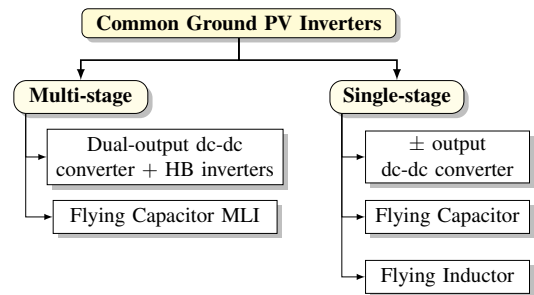 Common Ground PV Inverters
Multi-stage
Single-stage
Dual-output dc-dc
converter + HB inverters
Flying Capacitor MLI
± output
dc-dc converter
Flying Capacitor
Flying Inductor